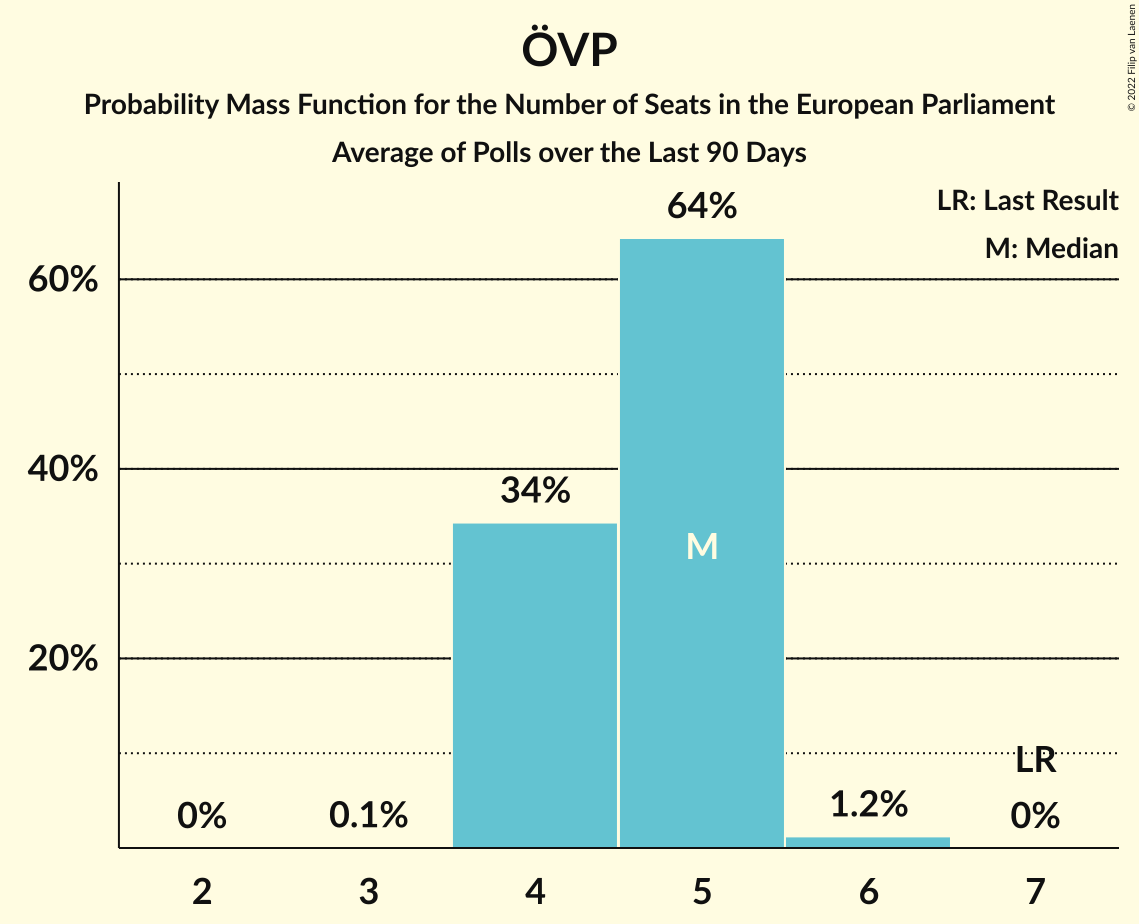 ÖVP
Probability Mass Function for the Number of Seats in the European Parliament
Average of Polls over the Last 90 Days
© 2022 Filip van Laenen
LR: Last Result
M: Median
64%
60%
40%
34%
M
20%
LR
0%
0.1%
1.2%
0%
2 3 4 5 6 7